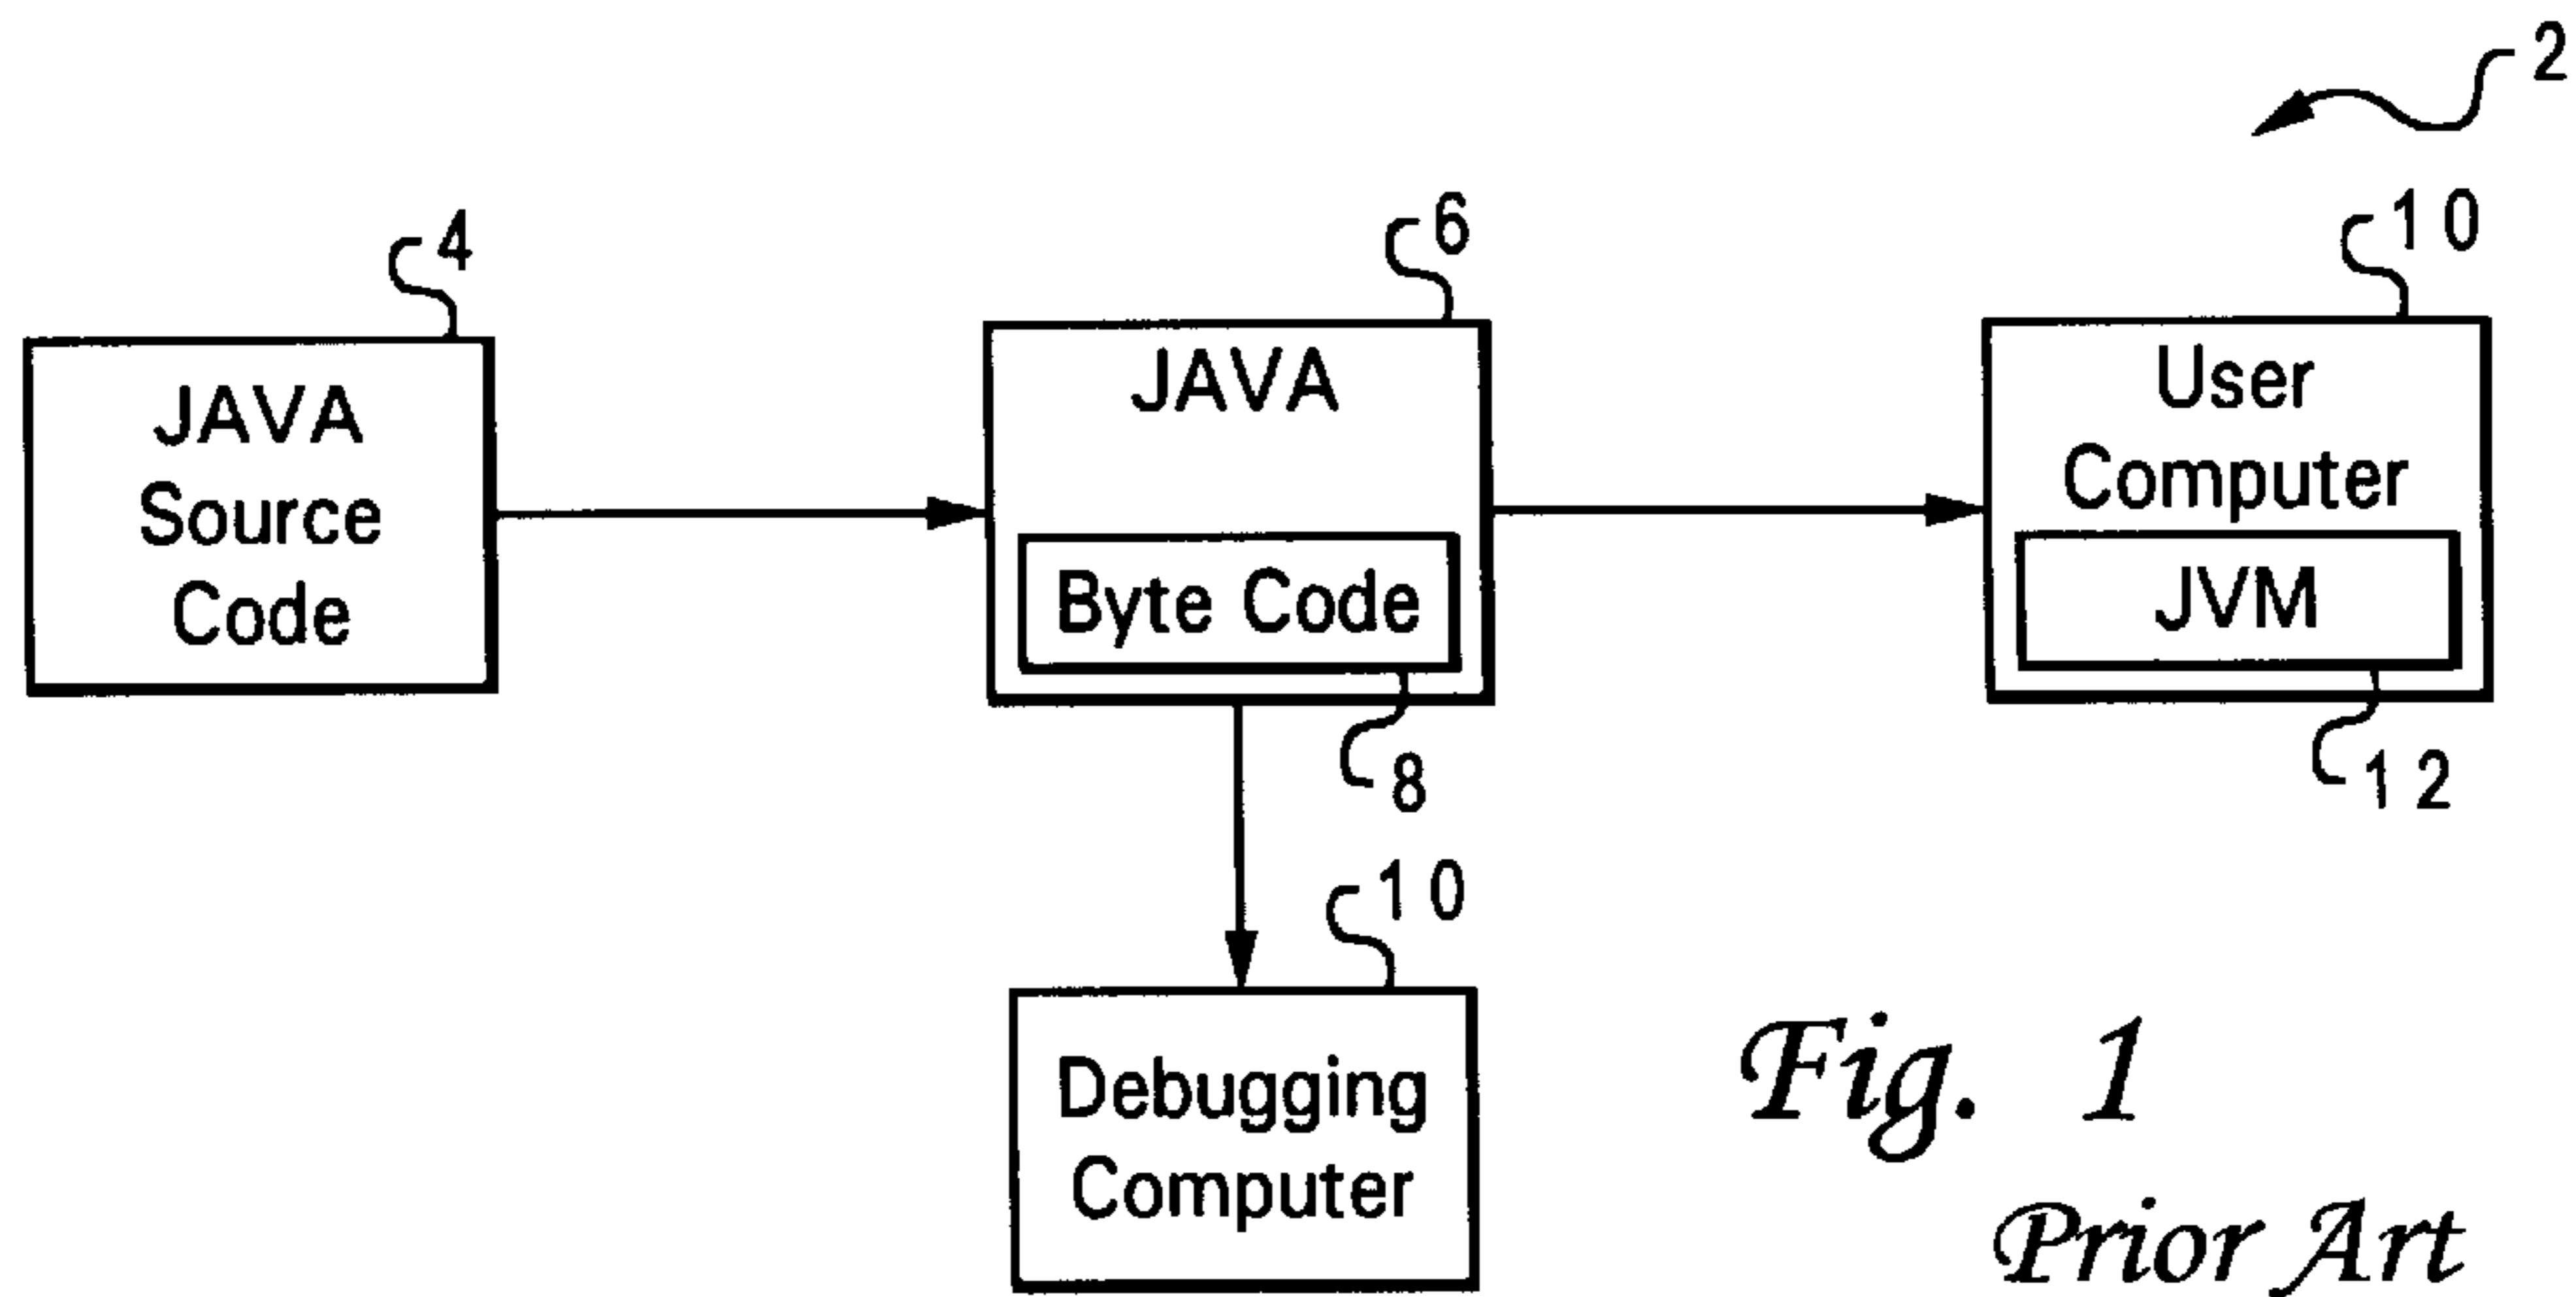 2
4
JAVA
Source
Code
6
JAVA
Byte Code
8
10
User
Computer
JVM
12
10
Debugging
Computer
Fig. 1
Prior Art